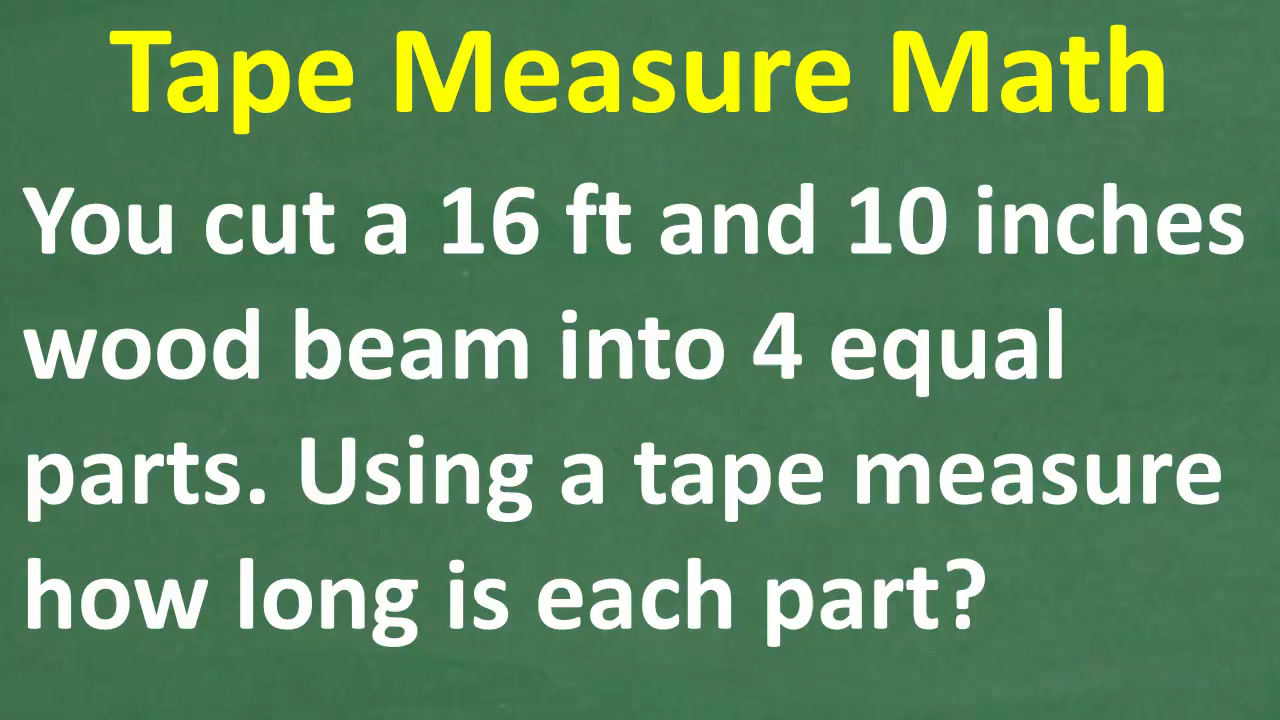 Tape Measure Math
You cut a 16 ft and 10 inches
wood beam into 4 equal
parts. Using a tape measure
how long is each part?